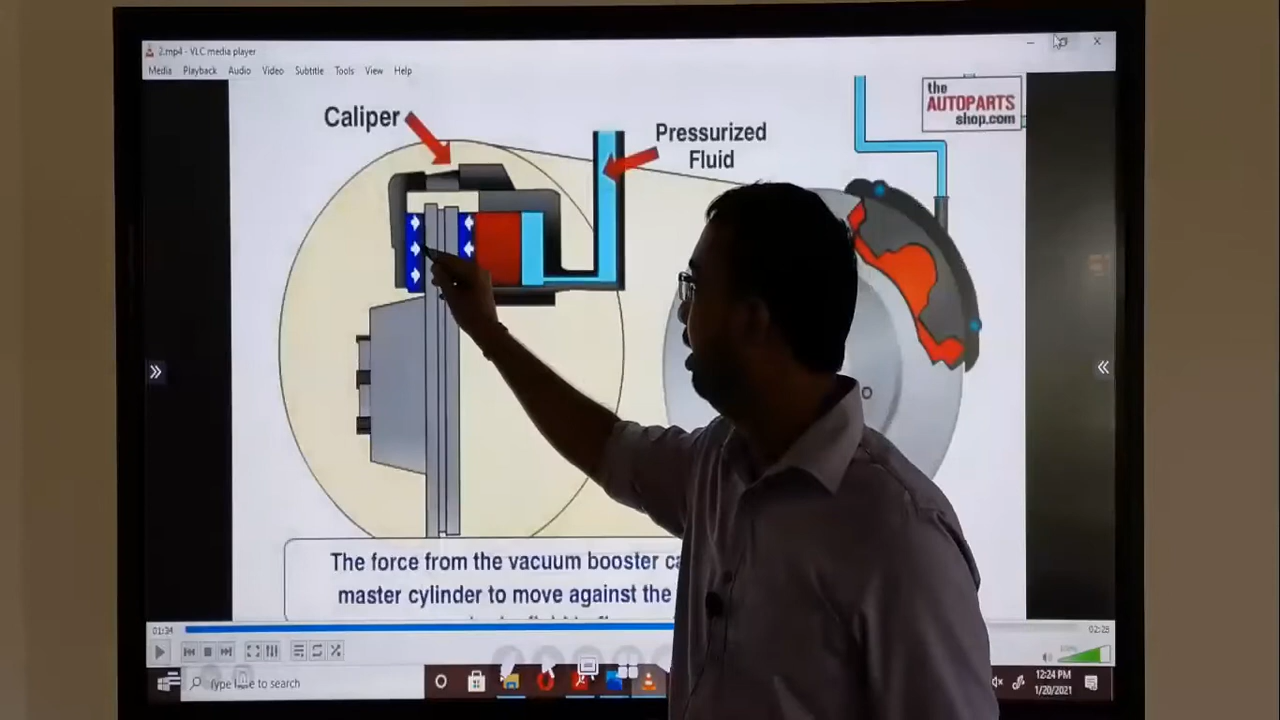 2.mp4 - VLC media player
Media Playback Audio Video Subtitle Tools View Help
the
AUTOPARTS
shop.com
Caliper
Pressurized
Fluid
The force from the vacuum booster
master cylinder to move against the
01:34
02:28
Type here to search
12:24 PM
1/20/2021